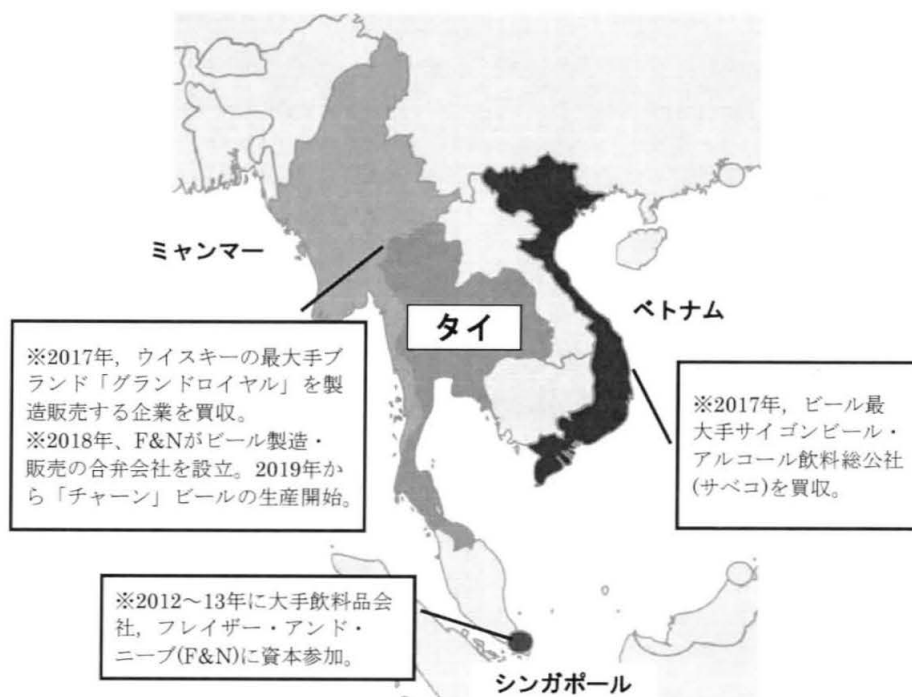 ミャンマー
タイ
ベトナム
※2017年，ウイスキーの最大手ブ
ランド「グランドロイヤル」を製
造販売する企業を買収。
※2018年、F&Nがビール製造・
販売の合弁会社を設立。2019年か
ら「チャーン」ビールの生産開始。
※2017年，ビール最
大手サイゴンビール・
アルコール飲料総公社
(サベコ)を買収。
※2012～13年に大手飲料品会
社，フレイザー・アンド・
ニーブ(F&N)に資本参加。
シンガポール